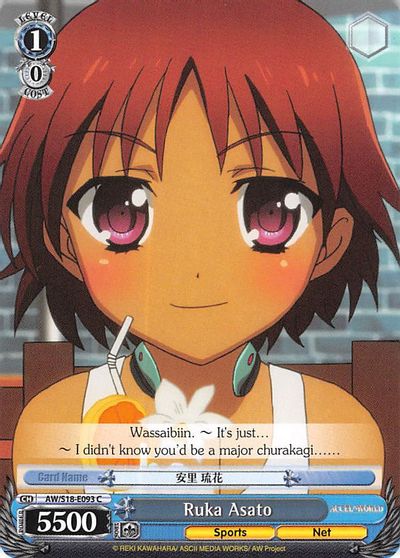 LEVEL
1
0
COST
Wassaibiin. ~ It's just…
~ I didn't know you'd be a major churakagi……
Card Name
安里 琉花
CH
AW/S18-E093 C
5500
Ruka Asato
ACCEL WORLD
Sports
Net
© REKI KAWAHARA/ ASCII MEDIA WORKS/ AW Project